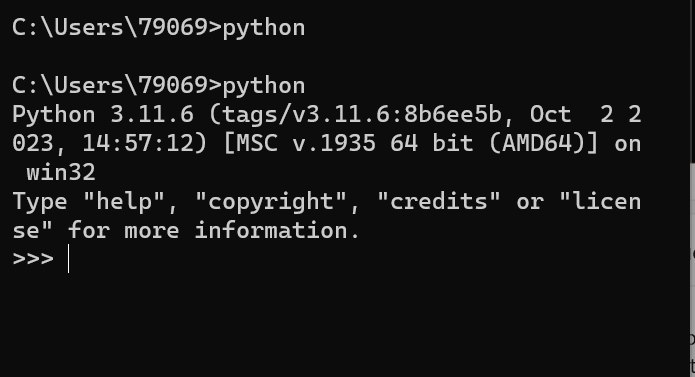 C:\Users\79069>python
C:\Users\79069>python
Python 3.11.6 (tags/v3.11.6:8b6ee5b, Oct  2 2
023, 14:57:12) [MSC v.1935 64 bit (AMD64)] on
 win32
Type "help", "copyright", "credits" or "licen
se" for more information.
>>>